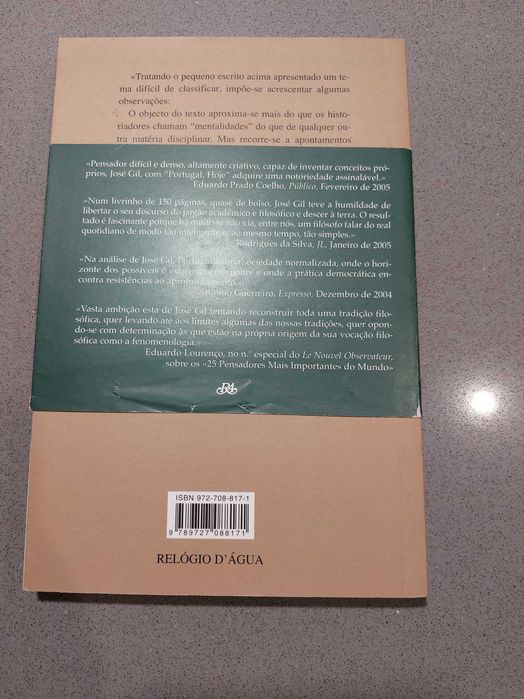 «Tratando o pequeno escrito acima apresentado um te-
ma difícil de classificar, impõe-se acrescentar algumas
observações:
O objecto do texto aproxima-se mais do que os histo-
riadores chamam “mentalidades” do que de qualquer ou-
tra matéria disciplinar. Mas recorre-se a apontamentos
«Pensador difícil e denso, altamente criativo, capaz de inventar conceitos pró-
prios, José Gil, com “Portugal, Hoje” adquire uma notoriedade assinalável.»
Eduardo Prado Coelho, Público, Fevereiro de 2005
«Num livrinho de 150 páginas, quase de bolso, José Gil teve a humildade de
libertar o seu discurso do jargão académico e filosófico e descer à terra. O resul-
tado é fascinante porque há muito se não via, entre nós, um filósofo falar do real
quotidiano de modo tão inteligente e, ao mesmo tempo, tão simples.»
Rodrigues da Silva, JL, Janeiro de 2005
«Na análise de José Gil, Portugal é uma sociedade normalizada, onde o hori-
zonte dos possíveis é extremamente pobre e onde a prática democrática en-
contra resistências ao aprofundamento.»
António Guerreiro, Expresso, Dezembro de 2004
«Vasta ambição esta de José Gil tentando reconstruir toda uma tradição filo-
sófica, quer levando até aos limites algumas das nossas tradições, quer opon-
do-se com determinação às que estão na própria origem da sua vocação filo-
sófica como a fenomenologia.»
Eduardo Lourenço, no n.º especial do Le Nouvel Observateur,
sobre os «25 Pensadores Mais Importantes do Mundo»
ISBN 972-708-817-1
9 789727 088171
RELÓGIO D'ÁGUA